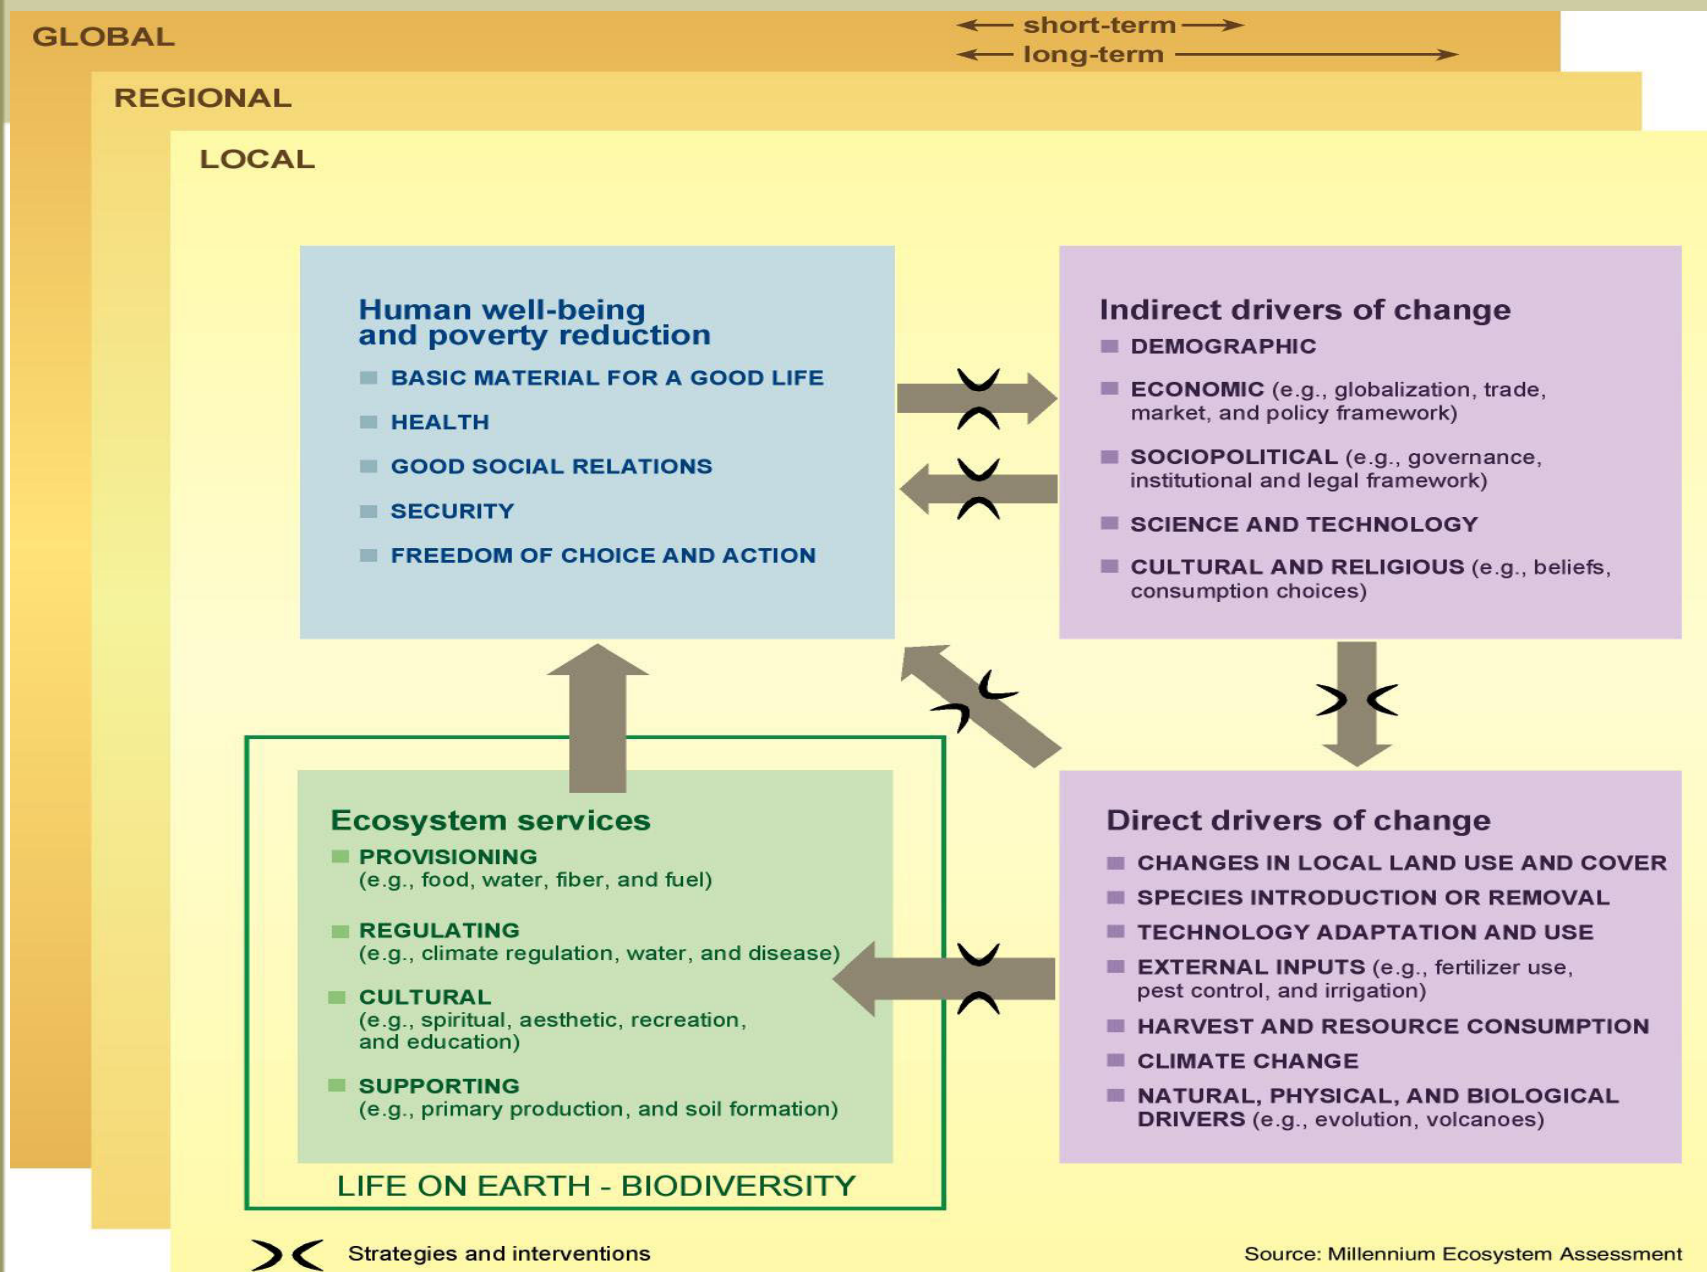 GLOBAL
short-term
long-term
REGIONAL
LOCAL
Human well-being
and poverty reduction
BASIC MATERIAL FOR A GOOD LIFE
HEALTH
GOOD SOCIAL RELATIONS
SECURITY
FREEDOM OF CHOICE AND ACTION
Indirect drivers of change
DEMOGRAPHIC
ECONOMIC (e.g., globalization, trade,
market, and policy framework)
SOCIOPOLITICAL (e.g., governance,
institutional and legal framework)
SCIENCE AND TECHNOLOGY
CULTURAL AND RELIGIOUS (e.g., beliefs,
consumption choices)
Ecosystem services
PROVISIONING
(e.g., food, water, fiber, and fuel)
REGULATING
(e.g., climate regulation, water, and disease)
CULTURAL
(e.g., spiritual, aesthetic, recreation,
and education)
SUPPORTING
(e.g., primary production, and soil formation)
LIFE ON EARTH - BIODIVERSITY
Direct drivers of change
CHANGES IN LOCAL LAND USE AND COVER
SPECIES INTRODUCTION OR REMOVAL
TECHNOLOGY ADAPTATION AND USE
EXTERNAL INPUTS (e.g., fertilizer use,
pest control, and irrigation)
HARVEST AND RESOURCE CONSUMPTION
CLIMATE CHANGE
NATURAL, PHYSICAL, AND BIOLOGICAL
DRIVERS (e.g., evolution, volcanoes)
Strategies and interventions
Source: Millennium Ecosystem Assessment